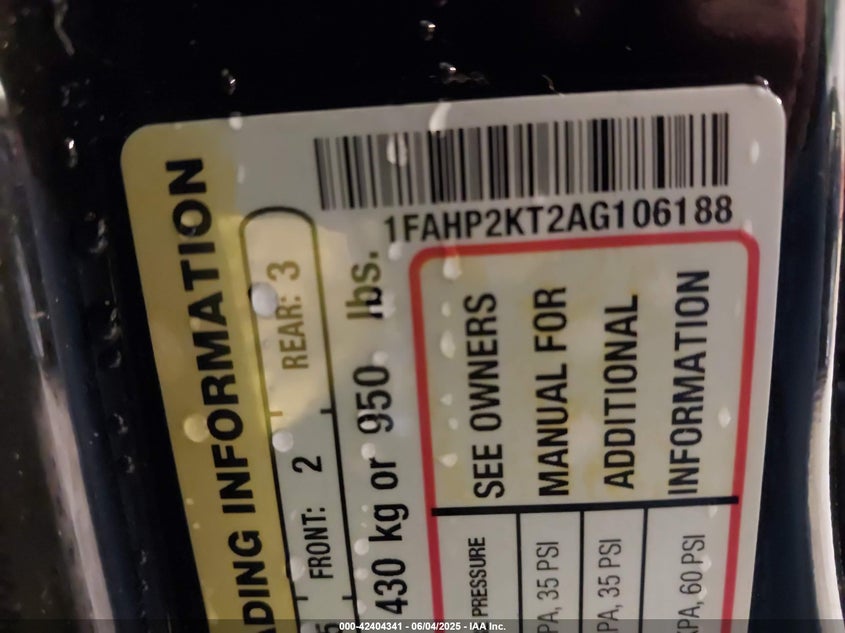 1FAHP2KT2AG106188
ADING INFORMATION
FRONT: 2 REAR: 3
430 kg or 950 lbs.
PRESSURE
PA, 35 PSI
PA, 35 PSI
PA, 60 PSI
SEE OWNERS
MANUAL FOR
ADDITIONAL
INFORMATION
000-42404341 - 06/04/2025 - IAA Inc.